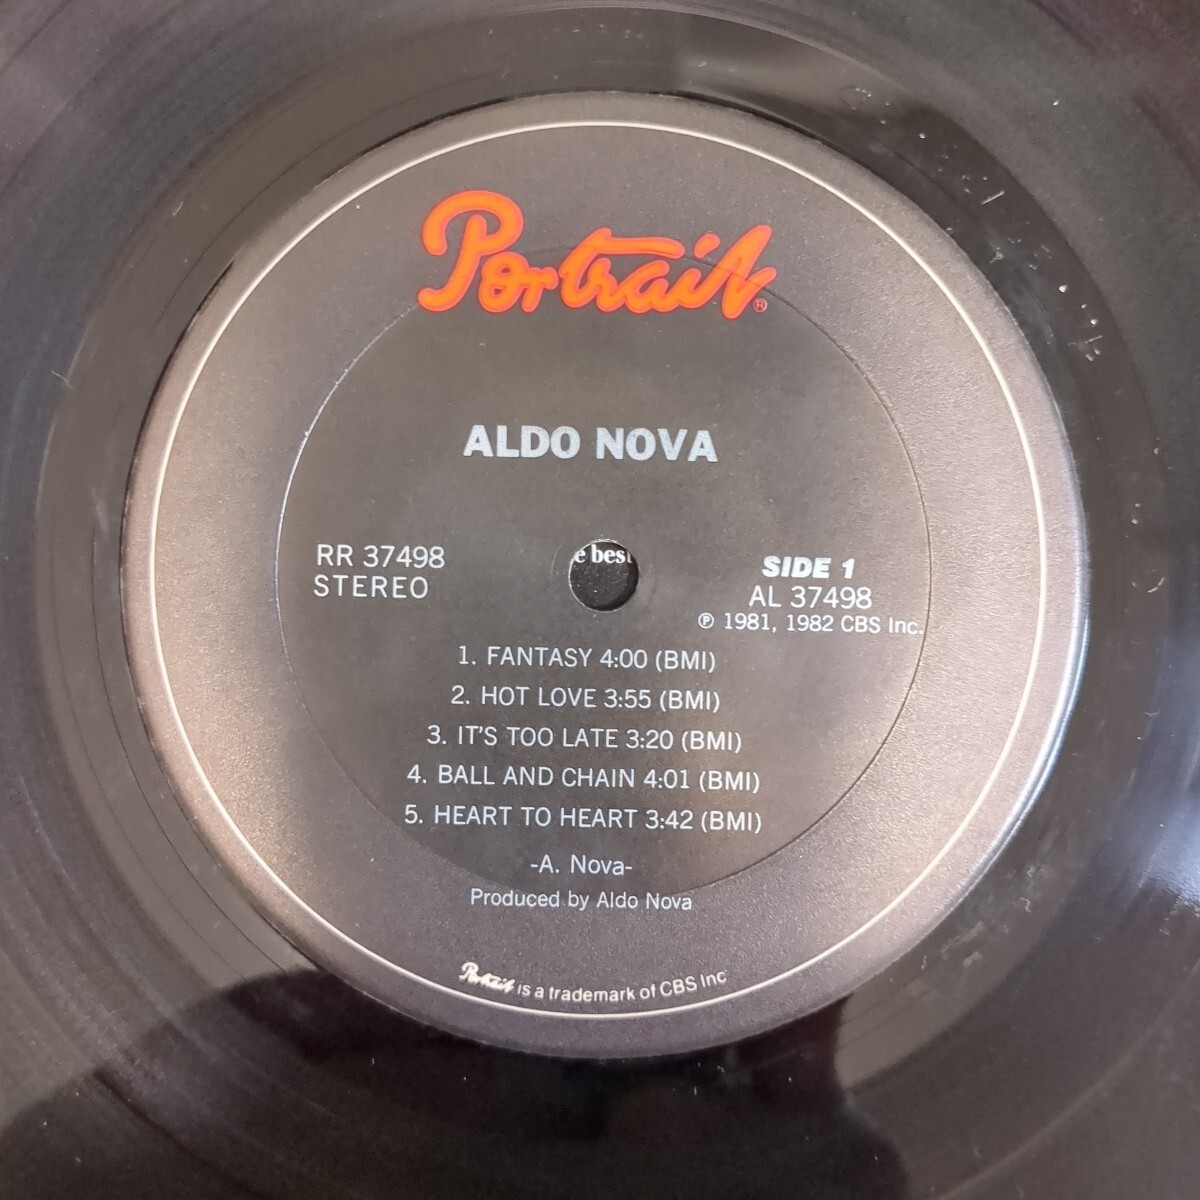 Portrait®
ALDO NOVA
RR 37498
STEREO
e best
SIDE 1
AL 37498
℗ 1981, 1982 CBS Inc.
1. FANTASY 4:00 (BMI)
2. HOT LOVE 3:55 (BMI)
3. IT'S TOO LATE 3:20 (BMI)
4. BALL AND CHAIN 4:01 (BMI)
5. HEART TO HEART 3:42 (BMI)
-A. Nova-
Produced by Aldo Nova
Portrait is a trademark of CBS Inc